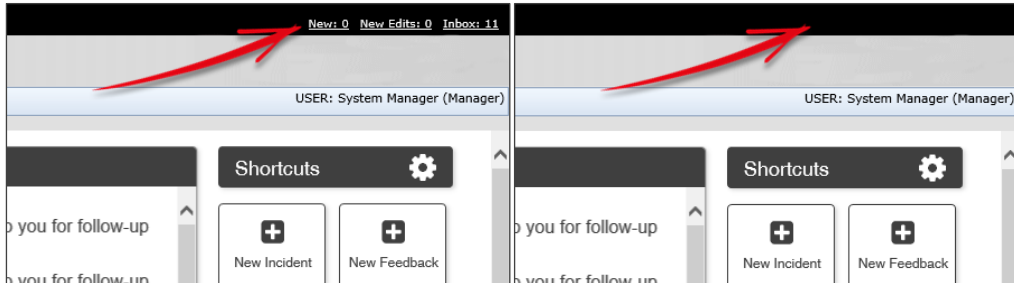 New: 0 New Edits: 0 Inbox: 11
USER: System Manager (Manager)
Shortcuts
you for follow-up
New Incident New Feedback
you for follow-up
USER: System Manager (Manager)
Shortcuts
you for follow-up
New Incident New Feedback
you for follow-up